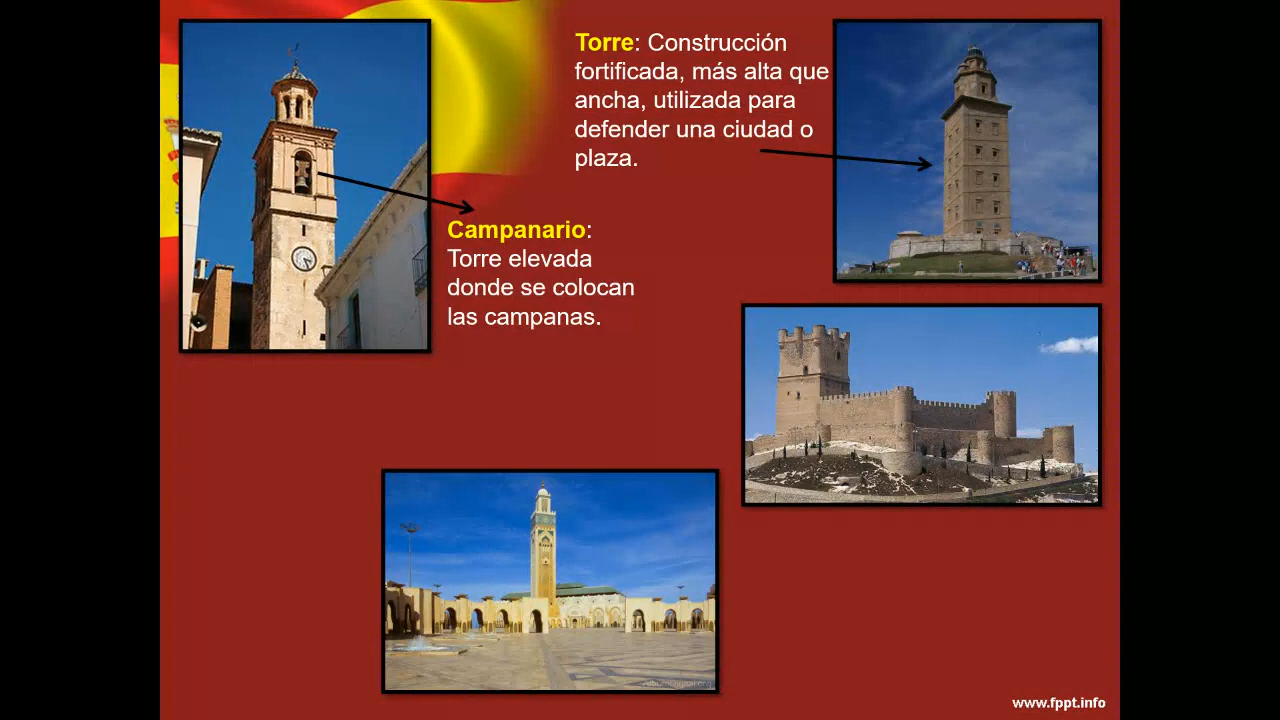 Torre: Construcción
fortificada, más alta que
ancha, utilizada para
defender una ciudad o
plaza.
Campanario:
Torre elevada
donde se colocan
las campanas.
www.fppt.info